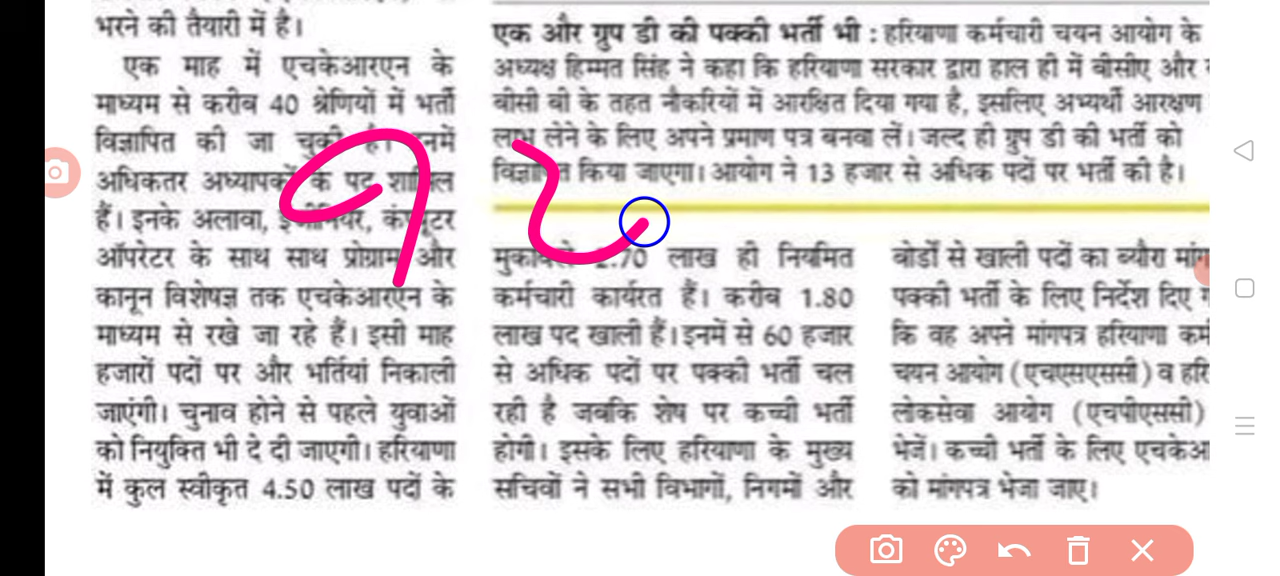 भरने की तैयारी में है।
एक माह में एचकेआरएन के
माध्यम से करीब 40 श्रेणियों में भर्ती
विज्ञापित की जा चुकी है।
अधिकतर अध्यापकों के पद शामिल
हैं। इनके अलावा, इंजीनियर, कंप्यूटर
ऑपरेटर के साथ साथ प्रोग्राम और
कानून विशेषज्ञ तक एचकेआरएन के
माध्यम से रखे जा रहे हैं। इसी माह
हजारों पदों पर और भर्तियां निकाली
जाएंगी। चुनाव होने से पहले युवाओं
को नियुक्ति भी दे दी जाएगी। हरियाणा
में कुल स्वीकृत 4.50 लाख पदों के
एक और ग्रुप डी की पक्की भर्ती भी : हरियाणा कर्मचारी चयन आयोग के
अध्यक्ष हिम्मत सिंह ने कहा कि हरियाणा सरकार द्वारा हाल ही में बीसीए और
बीसी बी के तहत नौकरियों में आरक्षित दिया गया है, इसलिए अभ्यर्थी आरक्षण
लाभ लेने के लिए अपने प्रमाण पत्र बनवा लें। जल्द ही ग्रुप डी की भर्ती को
विज्ञापित किया जाएगा। आयोग ने 13 हजार से अधिक पदों पर भर्ती की है।
मुकाबले 2.70 लाख ही नियमित
कर्मचारी कार्यरत हैं। करीब 1.80
लाख पद खाली हैं। इनमें से 60 हजार
से अधिक पदों पर पक्की भर्ती चल
रही है जबकि शेष पर कच्ची भर्ती
होगी। इसके लिए हरियाणा के मुख्य
सचिवों ने सभी विभागों, निगमों और
बोर्डों से खाली पदों का ब्यौरा मांग
पक्की भर्ती के लिए निर्देश दिए
कि वह अपने मांगपत्र हरियाणा कर्म
चयन आयोग (एचएसएससी) व हरि
लोकसेवा आयोग (एचपीएससी)
भेजें। कच्ची भर्ती के लिए एचकेआ
को मांगपत्र भेजा जाए।